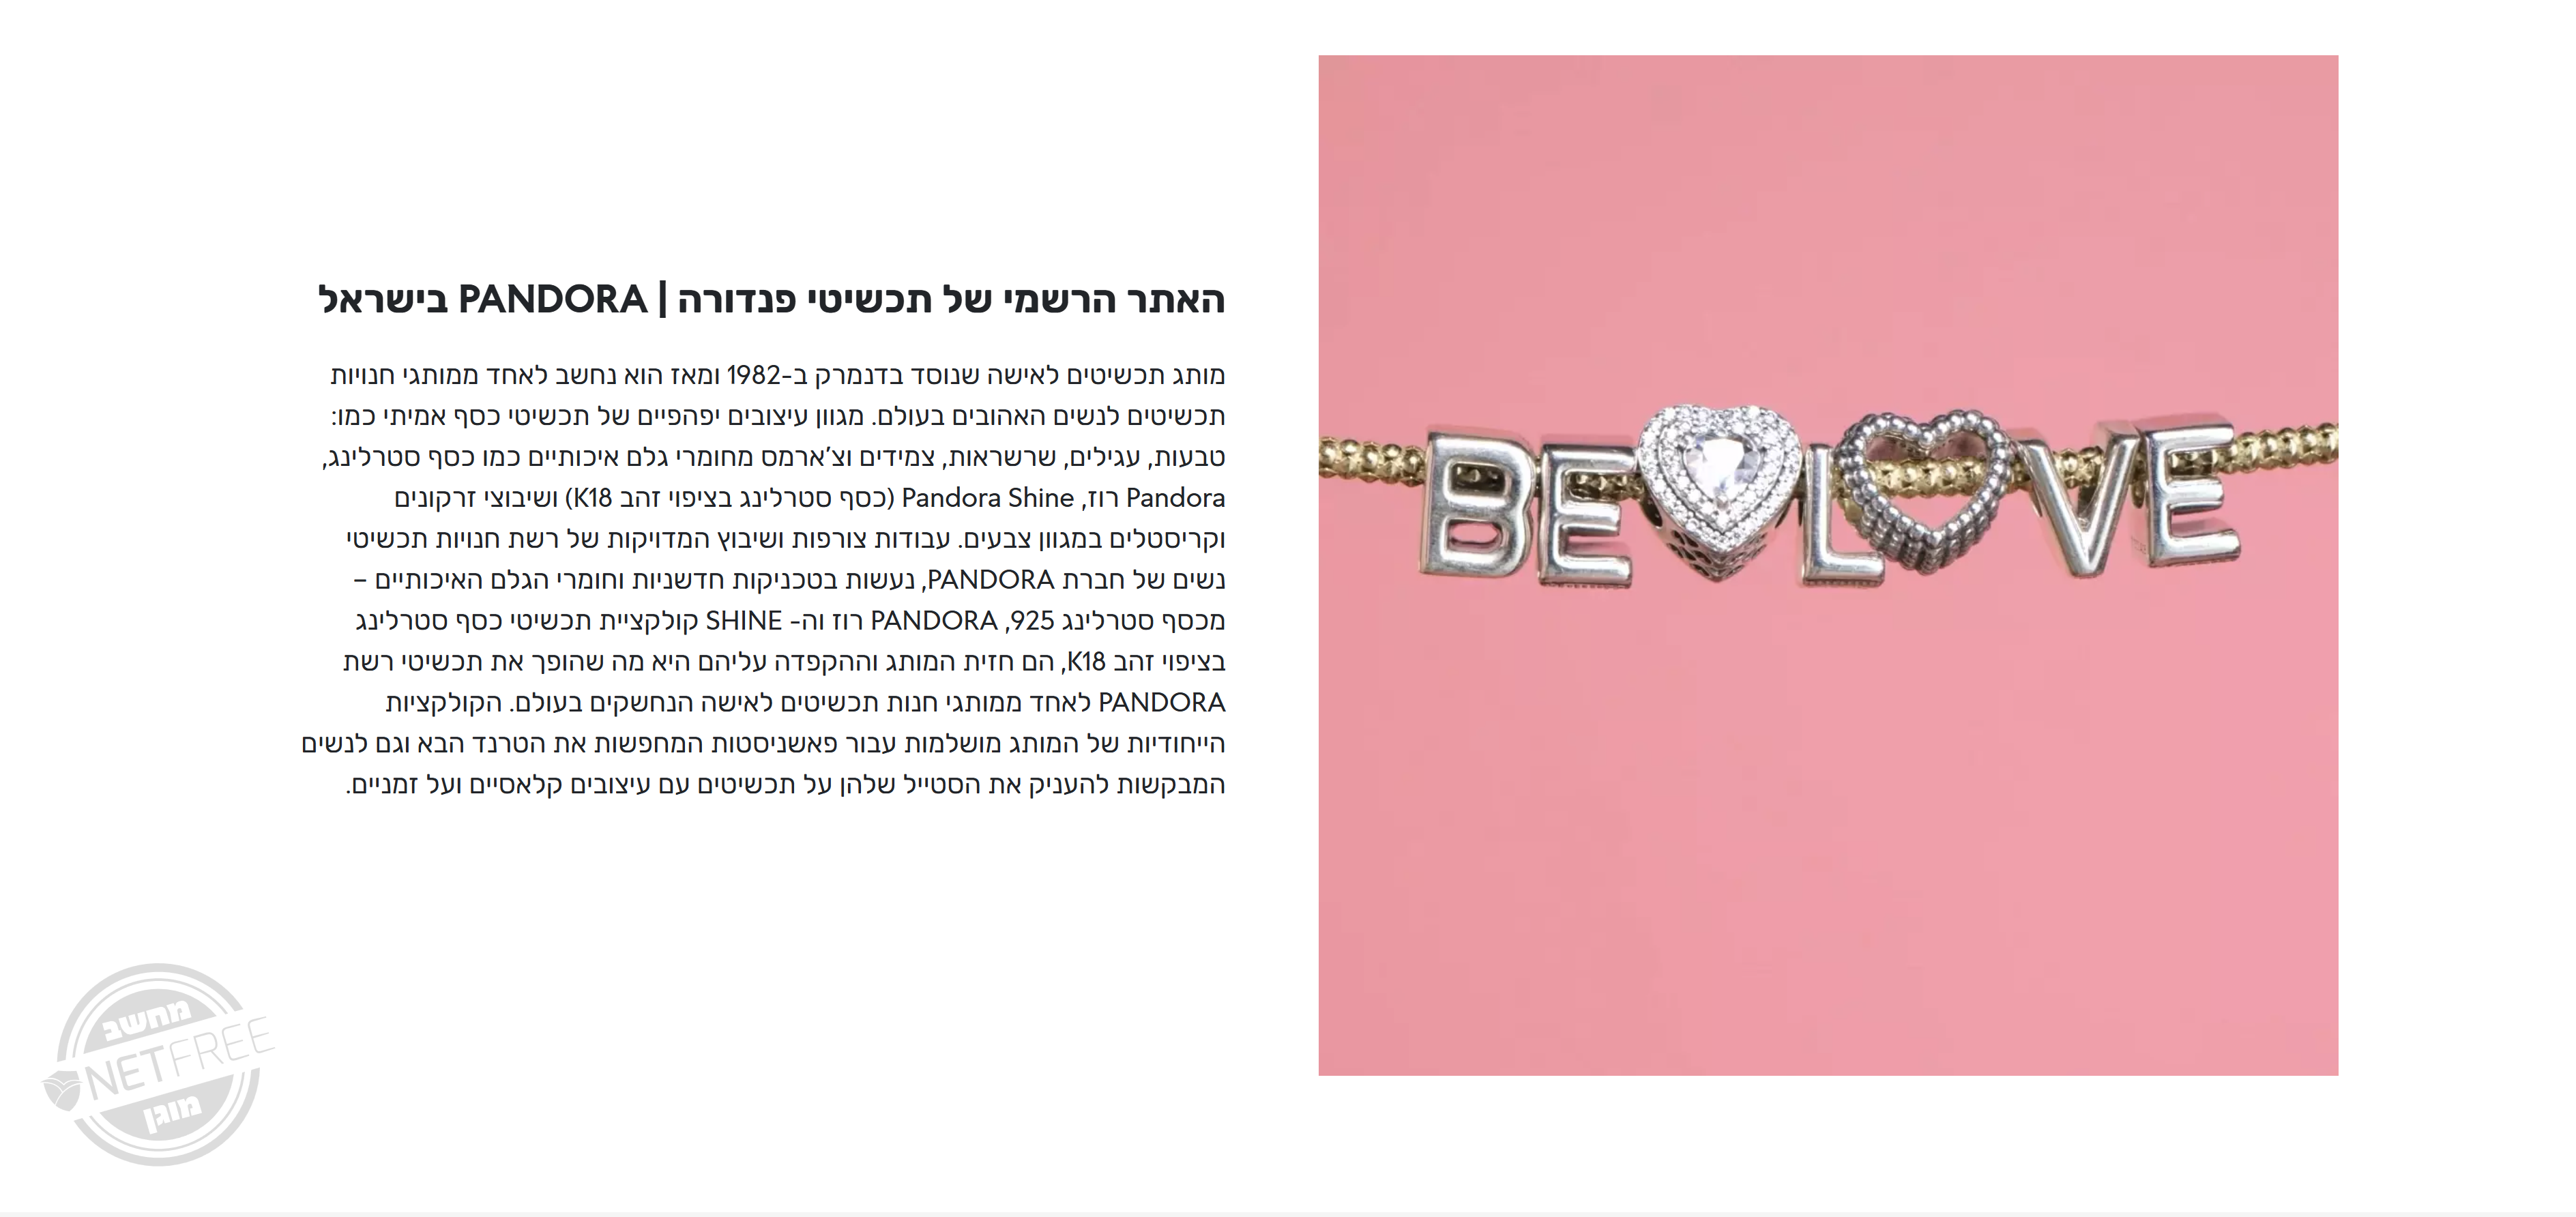 האתר הרשמי של תכשיטי פנדורה | PANDORA בישראל
מותג תכשיטים לאישה שנוסד בדנמרק ב-1982 ומאז הוא נחשב לאחד ממותגי חנויות
תכשיטים לנשים האהובים בעולם. מגוון עיצובים יפהפיים של תכשיטי כסף אמיתי כמו:
טבעות, עגילים, שרשראות, צמידים וצ'ארמס מחומרי גלם איכותיים כמו כסף סטרלינג,
Pandora רוז, Pandora Shine (כסף סטרלינג בציפוי זהב K18) ושיבוצי זרקונים
וקריסטלים במגוון צבעים. עבודות צורפות ושיבוץ המדויקות של רשת חנויות תכשיטי
נשים של חברת PANDORA, נעשות בטכניקות חדשניות וחומרי הגלם האיכותיים –
מכסף סטרלינג 925, PANDORA רוז וה- SHINE קולקציית תכשיטי כסף סטרלינג
בציפוי זהב K18, הם חזית המותג וההקפדה עליהם היא מה שהופך את תכשיטי רשת
PANDORA לאחד ממותגי חנות תכשיטים לאישה הנחשקים בעולם. הקולקציות
הייחודיות של המותג מושלמות עבור פאשניסטות המחפשות את הטרנד הבא וגם לנשים
המבקשות להעניק את הסטייל שלהן על תכשיטים עם עיצובים קלאסיים ועל זמניים.
BE L VE
מחשב
NETFREE
מוגן